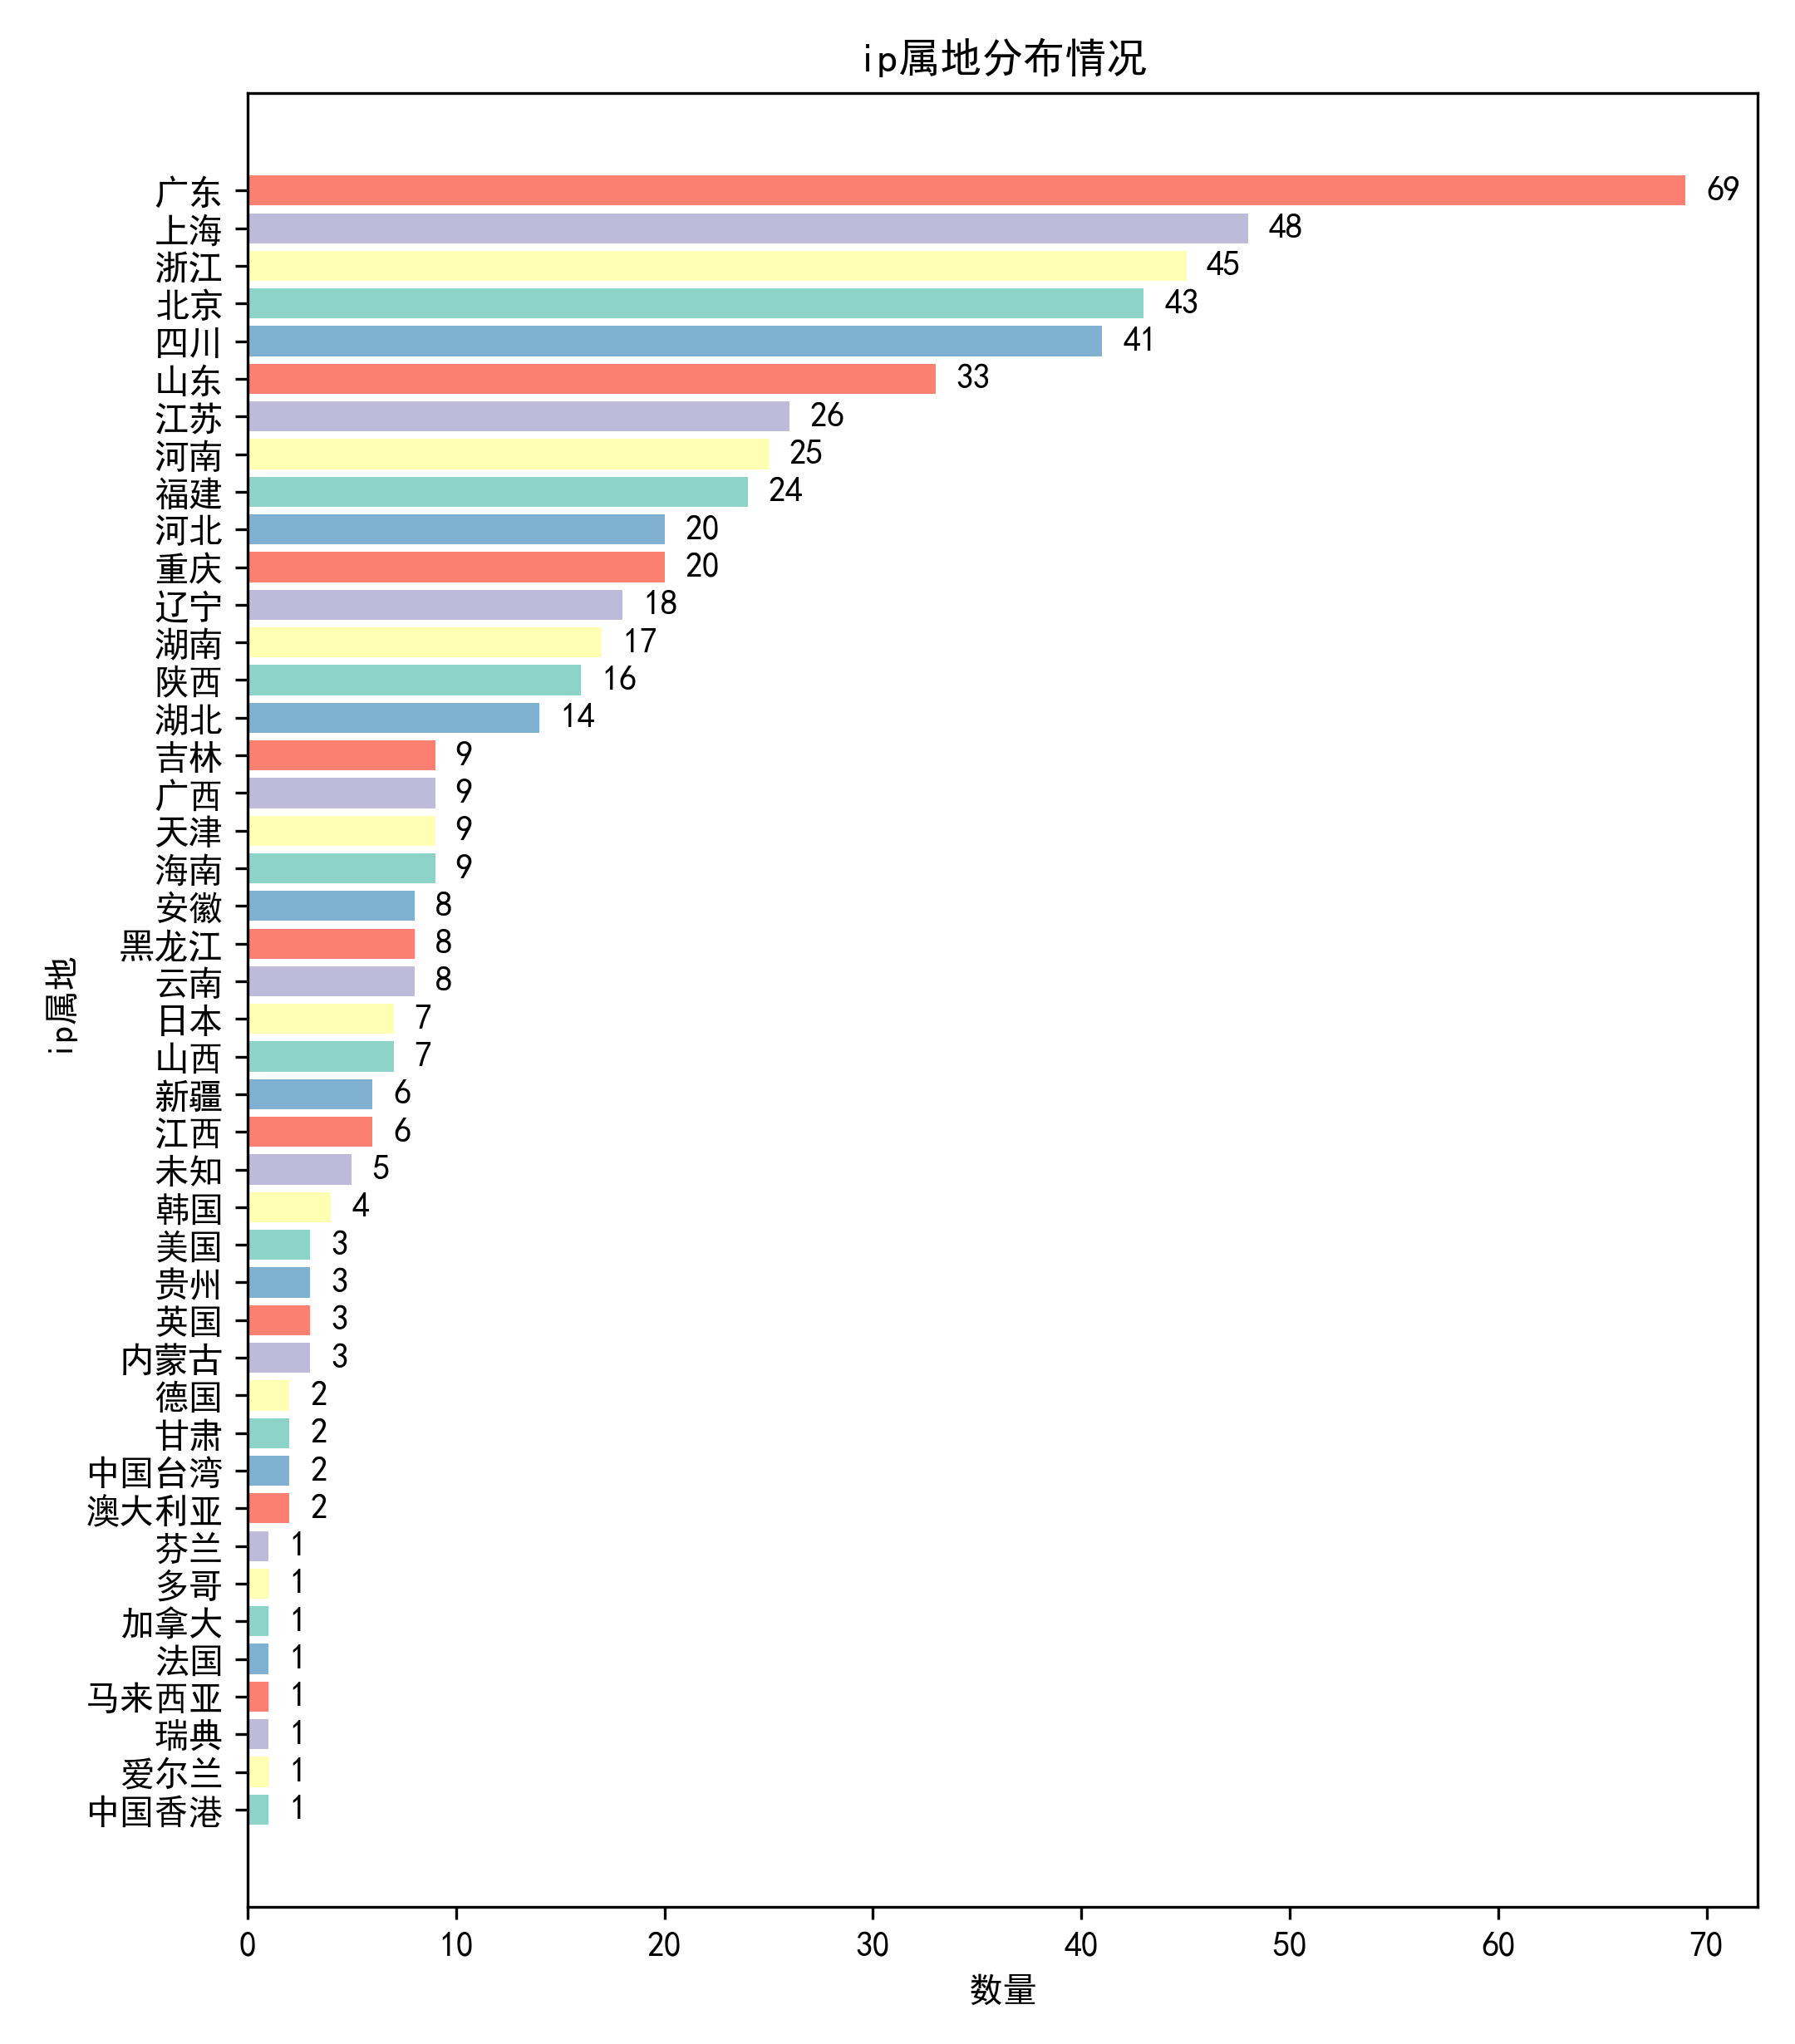 ip属地分布情况
广东 69
上海 48
浙江 45
北京 43
四川 41
山东 33
江苏 26
河南 25
福建 24
河北 20
重庆 20
辽宁 18
湖南 17
陕西 16
湖北 14
吉林 9
广西 9
天津 9
海南 9
安徽 8
黑龙江 8
云南 8
日本 7
山西 7
新疆 6
江西 6
未知 5
韩国 4
美国 3
贵州 3
英国 3
内蒙古 3
德国 2
甘肃 2
中国台湾 2
澳大利亚 2
芬兰 1
多哥 1
加拿大 1
法国 1
马来西亚 1
瑞典 1
爱尔兰 1
中国香港 1
ip属地
0 10 20 30 40 50 60 70
数量